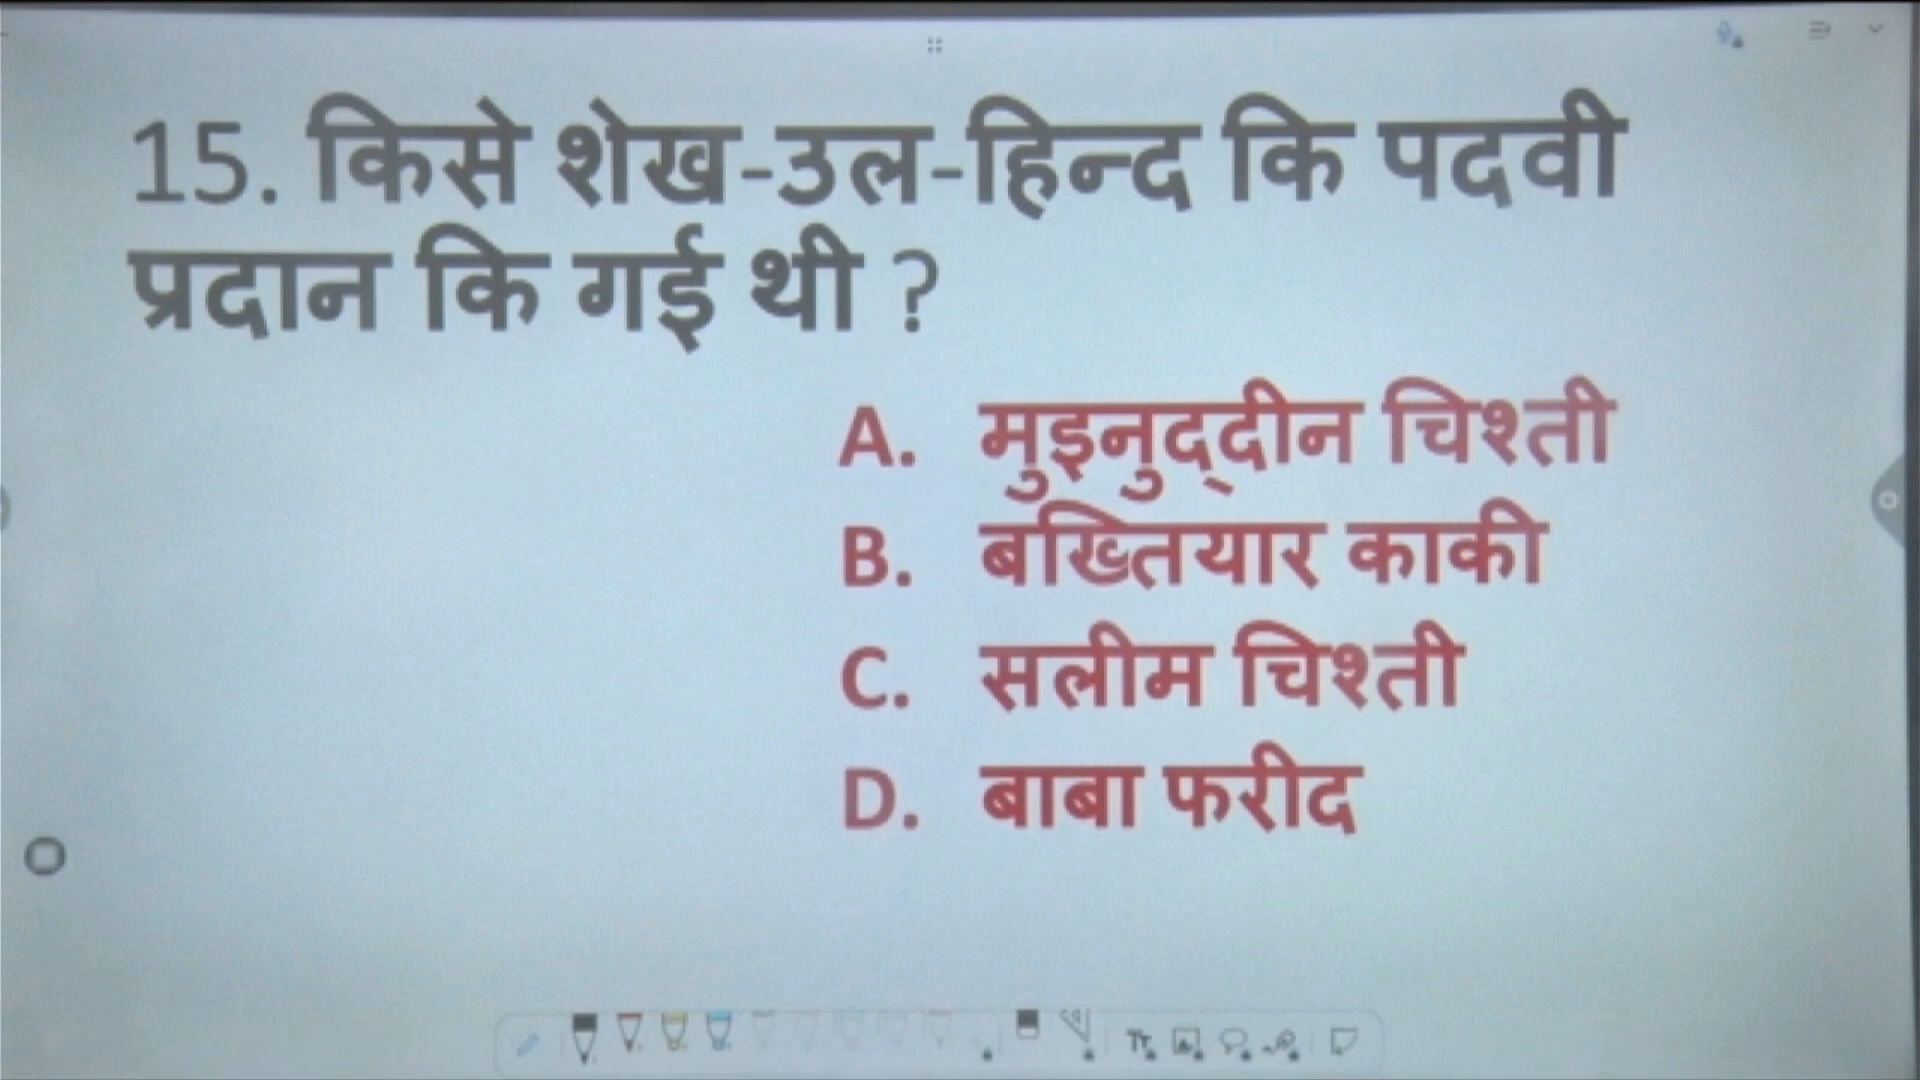 15. किसे शेख-उल-हिन्द कि पदवी
प्रदान कि गई थी ?
A. मुइनुद्दीन चिश्ती
B. बख्तियार काकी
C. सलीम चिश्ती
D. बाबा फरीद